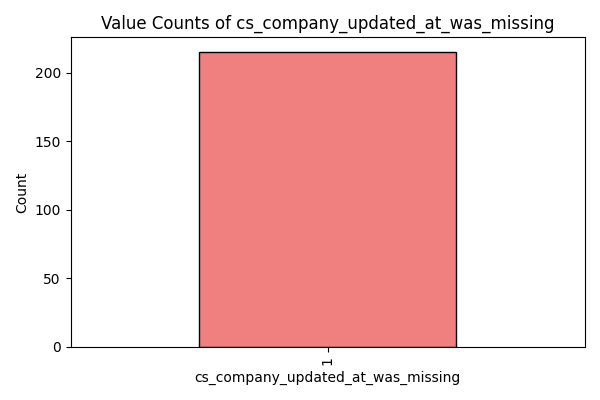 Value Counts of cs_company_updated_at_was_missing
200
150
100
50
0
Count
1
cs_company_updated_at_was_missing